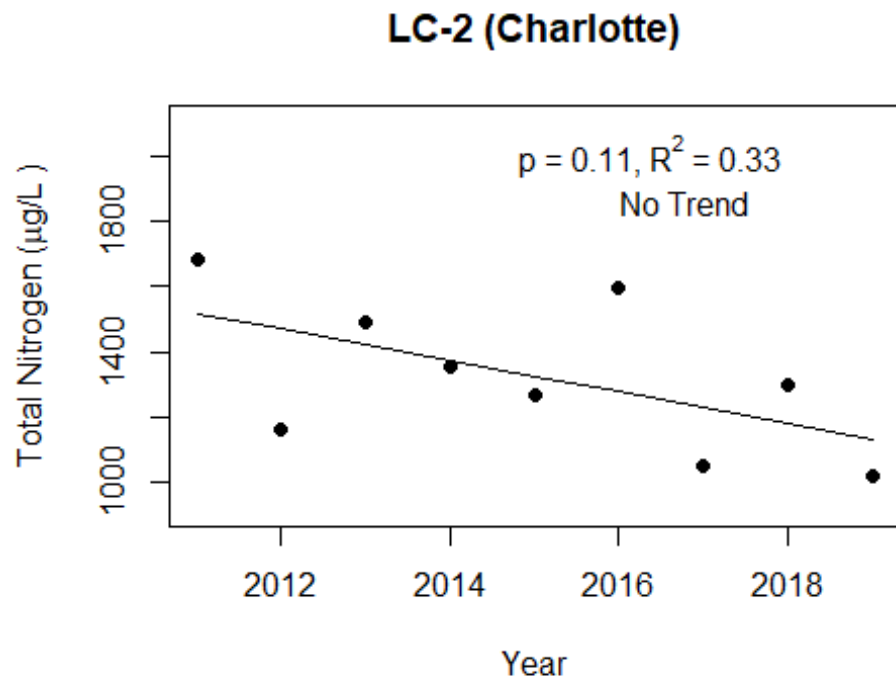 LC-2 (Charlotte)
p = 0.11, R² = 0.33
No Trend
Total Nitrogen (µg/L )
1800
1400
1000
2012 2014 2016 2018
Year